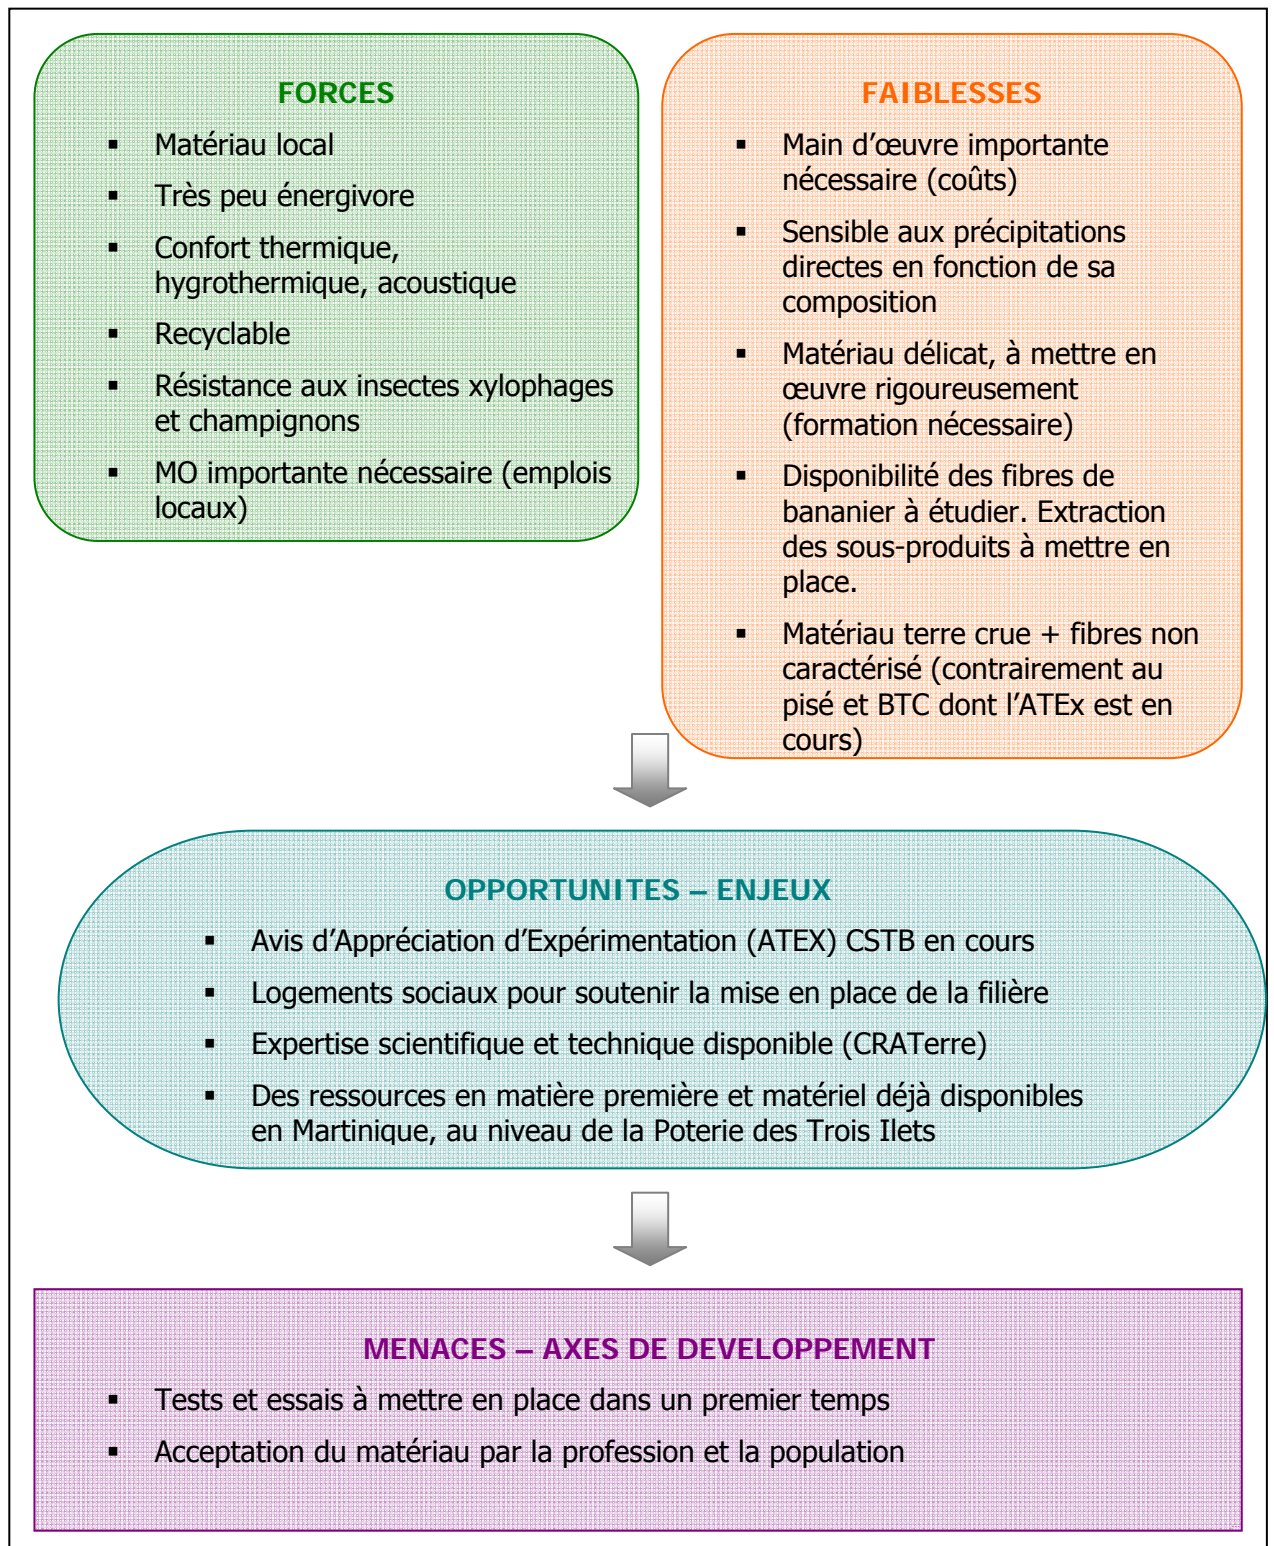 FORCES
▪ Matériau local
▪ Très peu énergivore
▪ Confort thermique,
hygrothermique, acoustique
▪ Recyclable
▪ Résistance aux insectes xylophages
et champignons
▪ MO importante nécessaire (emplois
locaux)
FAIBLESSES
▪ Main d'œuvre importante
nécessaire (coûts)
▪ Sensible aux précipitations
directes en fonction de sa
composition
▪ Matériau délicat, à mettre en
œuvre rigoureusement
(formation nécessaire)
▪ Disponibilité des fibres de
bananier à étudier. Extraction
des sous-produits à mettre en
place.
▪ Matériau terre crue + fibres non
caractérisé (contrairement au
pisé et BTC dont l'ATEx est en
cours)
OPPORTUNITES – ENJEUX
▪ Avis d'Appréciation d'Expérimentation (ATEX) CSTB en cours
▪ Logements sociaux pour soutenir la mise en place de la filière
▪ Expertise scientifique et technique disponible (CRATerre)
▪ Des ressources en matière première et matériel déjà disponibles
en Martinique, au niveau de la Poterie des Trois Ilets
MENACES – AXES DE DEVELOPPEMENT
▪ Tests et essais à mettre en place dans un premier temps
▪ Acceptation du matériau par la profession et la population